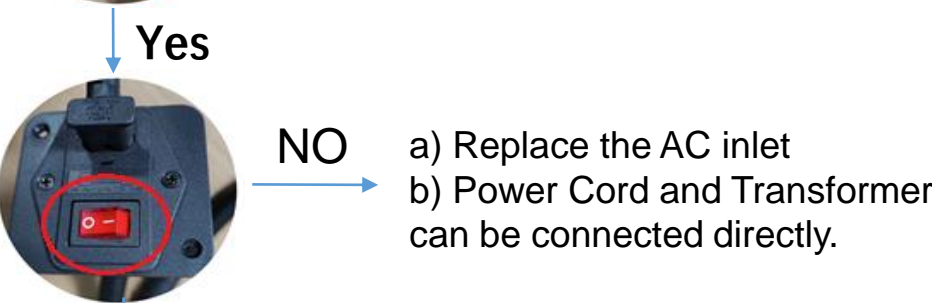 Yes
NO
a) Replace the AC inlet
b) Power Cord and Transformer
can be connected directly.